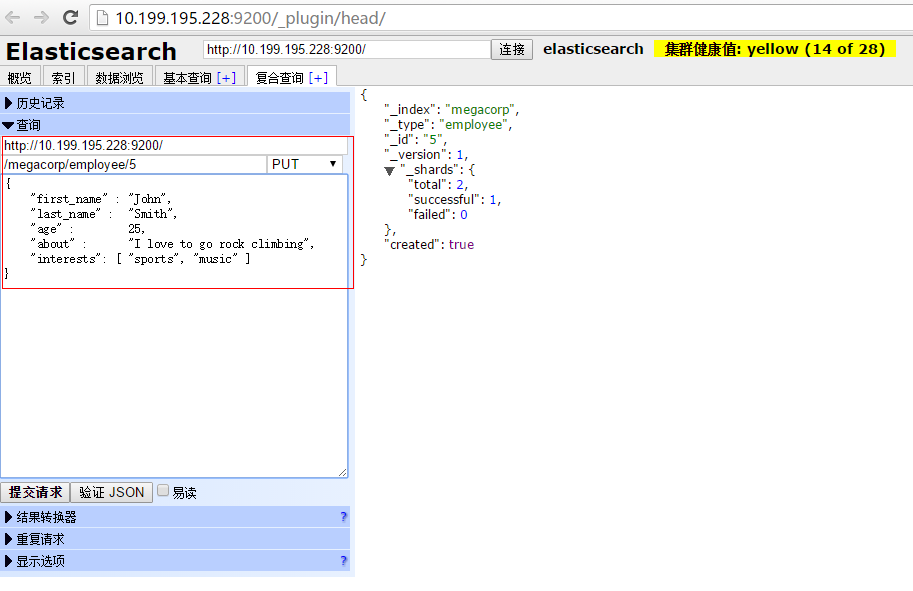 10.199.195.228:9200/_plugin/head/
Elasticsearch http://10.199.195.228:9200/ 连接 elasticsearch 集群健康值: yellow (14 of 28)
概览 索引 数据浏览 基本查询 [+] 复合查询 [+]
历史记录
查询
http://10.199.195.228:9200/
/megacorp/employee/5 PUT
{
"first_name" : "John",
"last_name" : "Smith",
"age" : 25,
"about" : "I love to go rock climbing",
"interests": [ "sports", "music" ]
}
提交请求 验证 JSON 易读
结果转换器 ?
重复请求
显示选项 ?
{
"_index": "megacorp",
"_type": "employee",
"_id": "5",
"_version": 1,
"_shards": {
"total": 2,
"successful": 1,
"failed": 0
},
"created": true
}